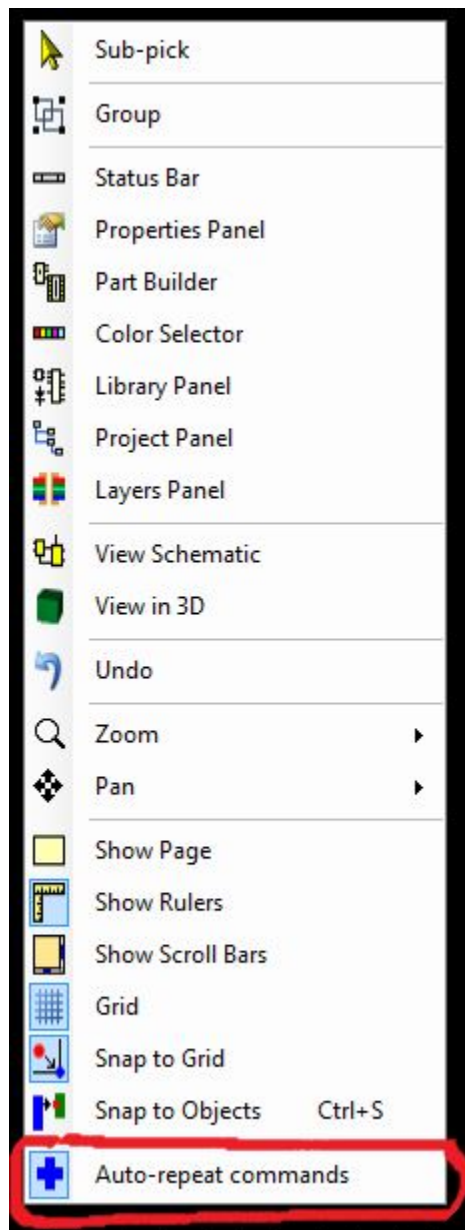 Sub-pick
Group
Status Bar
Properties Panel
Part Builder
Color Selector
Library Panel
Project Panel
Layers Panel
View Schematic
View in 3D
Undo
Zoom
Pan
Show Page
Show Rulers
Show Scroll Bars
Grid
Snap to Grid
Snap to Objects Ctrl+S
Auto-repeat commands